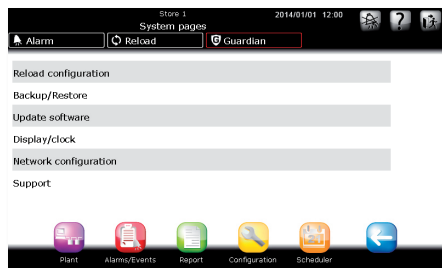 Store 1
2014/01/01 12:00
System pages
Alarm
Reload
Guardian
Reload configuration
Backup/Restore
Update software
Display/clock
Network configuration
Support
Plant
Alarms/Events
Report
Configuration
Scheduler